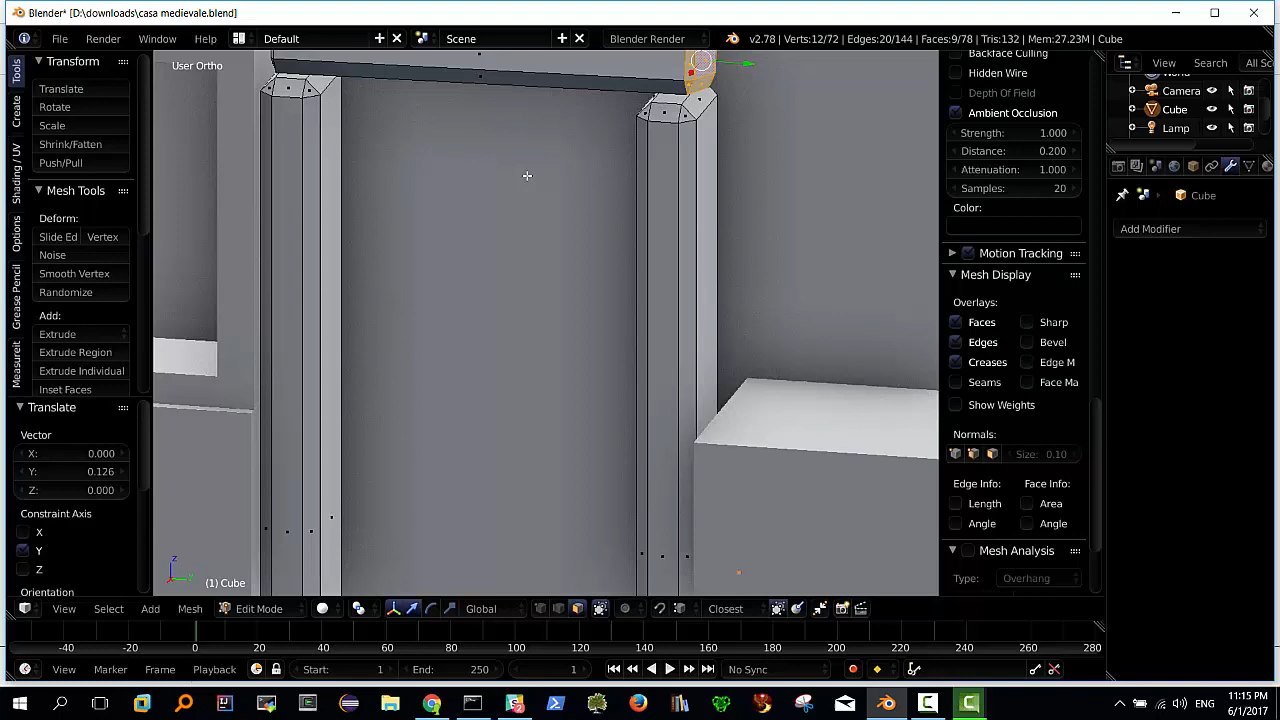 Blender* [D:\downloads\casa medievale.blend]
File Render Window Help Default Scene Blender Render v2.78 | Verts:12/72 | Edges:20/144 | Faces:9/78 | Tris:132 | Mem:27.23M | Cube
User Ortho
Tools
Create
Shading / UV
Options
Grease Pencil
Measureit
Transform
Translate
Rotate
Scale
Shrink/Fatten
Push/Pull
Mesh Tools
Deform:
Slide Ed Vertex
Noise
Smooth Vertex
Randomize
Add:
Extrude
Extrude Region
Extrude Individual
Inset Faces
Translate
Vector
X: 0.000
Y: 0.126
Z: 0.000
Constraint Axis
X
Y
Z
Orientation
z
(1) Cube
Backface Culling
Hidden Wire
Depth Of Field
Ambient Occlusion
Strength: 1.000
Distance: 0.200
Attenuation: 1.000
Samples: 20
Color:
Motion Tracking
Mesh Display
Overlays:
Faces Sharp
Edges Bevel
Creases Edge M
Seams Face Ma
Show Weights
Normals:
Size: 0.10
Edge Info: Face Info:
Length Area
Angle Angle
Mesh Analysis
Type: Overhang
View Search All Sc
Camera
Cube
Lamp
Cube
Add Modifier
View Select Add Mesh Edit Mode Global Closest
-40 -20 0 20 40 60 80 100 120 140 160 180 200 220 240 260 280
View Marker Frame Playback Start: 1 End: 250 1 No Sync
ENG
11:15 PM
6/1/2017